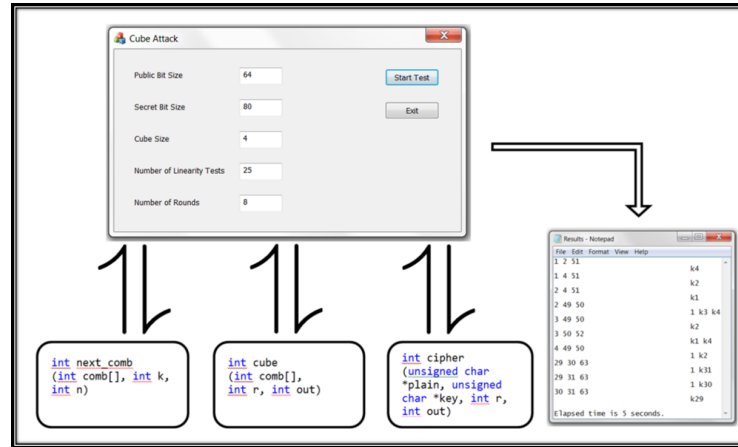 Cube Attack
Public Bit Size 64
Start Test
Secret Bit Size 80
Exit
Cube Size 4
Number of Linearity Tests 25
Number of Rounds 8
int next_comb
(int comb[], int k,
int n)
int cube
(int comb[],
int r, int out)
int cipher
(unsigned char
*plain, unsigned
char *key, int r,
int out)
Results - Notepad
File Edit Format View Help
1 2 51
k4
1 4 51
k2
2 4 51
k1
2 49 50
1 k3 k4
3 49 50
k2
3 50 52
k1 k4
4 49 50
1 k2
29 30 63
1 k31
29 31 63
1 k30
30 31 63
k29
Elapsed time is 5 seconds.